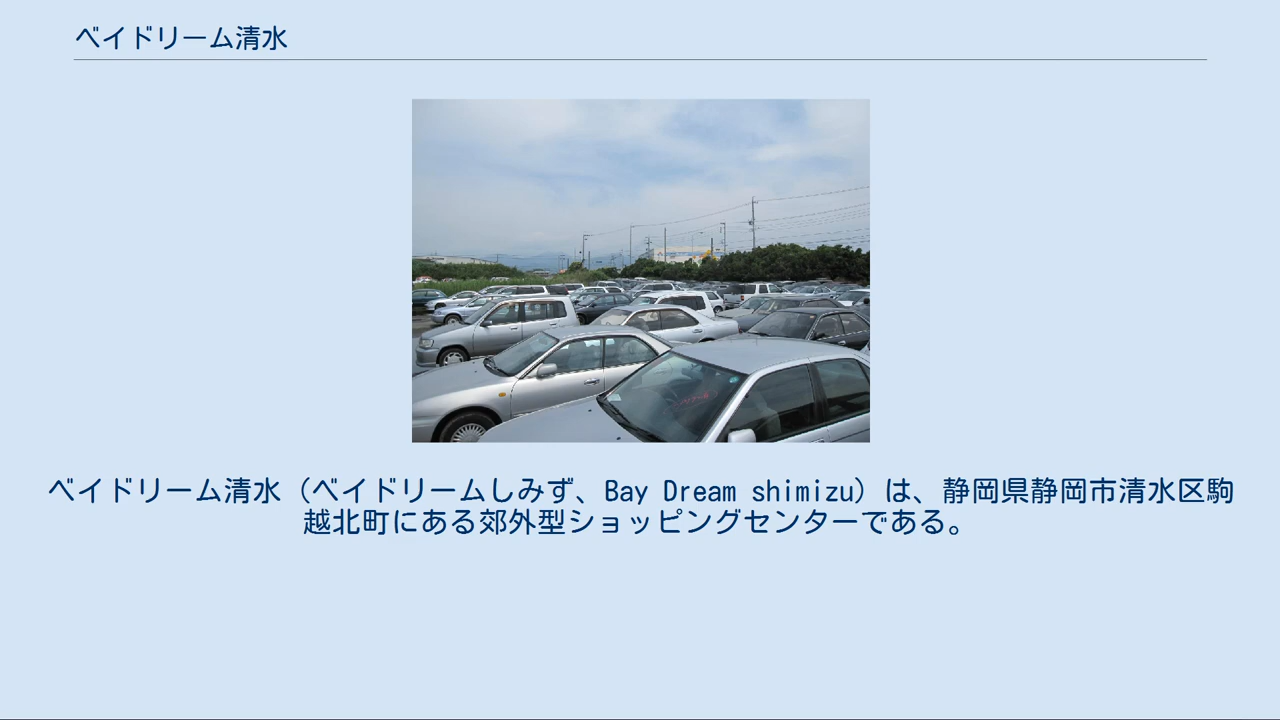 ベイドリーム清水
ベイドリーム清水（ベイドリームしみず、Bay Dream shimizu）は、静岡県静岡市清水区駒
越北町にある郊外型ショッピングセンターである。